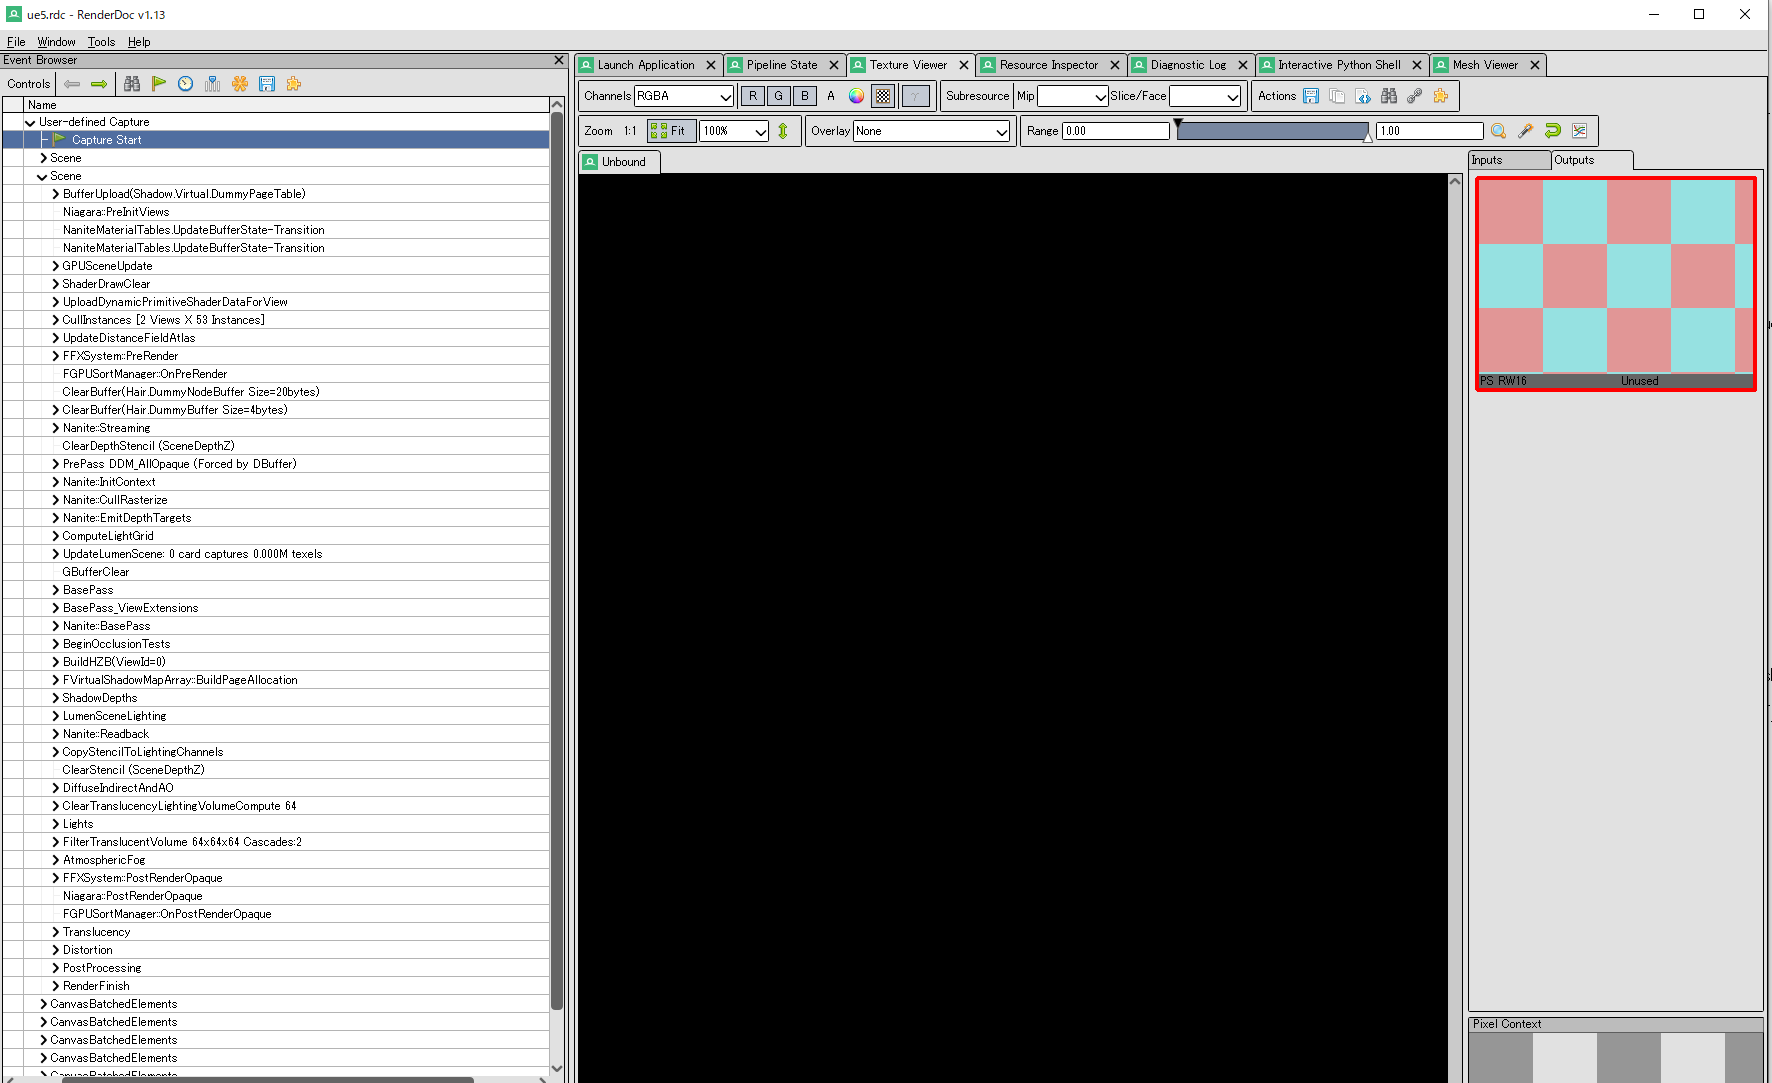 ue5.rdc - RenderDoc v1.13
File Window Tools Help
Event Browser
Controls
Name
User-defined Capture
Capture Start
Scene
Scene
BufferUpload(Shadow.Virtual.DummyPageTable)
Niagara::PreInitViews
NaniteMaterialTables.UpdateBufferState-Transition
NaniteMaterialTables.UpdateBufferState-Transition
GPUSceneUpdate
ShaderDrawClear
UploadDynamicPrimitiveShaderDataForView
CullInstances [2 Views X 53 Instances]
UpdateDistanceFieldAtlas
FFXSystem::PreRender
FGPUSortManager::OnPreRender
ClearBuffer(Hair.DummyNodeBuffer Size=20bytes)
ClearBuffer(Hair.DummyBuffer Size=4bytes)
Nanite::Streaming
ClearDepthStencil (SceneDepthZ)
PrePass DDM_AllOpaque (Forced by DBuffer)
Nanite::InitContext
Nanite::CullRasterize
Nanite::EmitDepthTargets
ComputeLightGrid
UpdateLumenScene: 0 card captures 0.000M texels
GBufferClear
BasePass
BasePass_ViewExtensions
Nanite::BasePass
BeginOcclusionTests
BuildHZB(ViewId=0)
FVirtualShadowMapArray::BuildPageAllocation
ShadowDepths
LumenSceneLighting
Nanite::Readback
CopyStencilToLightingChannels
ClearStencil (SceneDepthZ)
DiffuseIndirectAndAO
ClearTranslucencyLightingVolumeCompute 64
Lights
FilterTranslucentVolume 64x64x64 Cascades:2
AtmosphericFog
FFXSystem::PostRenderOpaque
Niagara::PostRenderOpaque
FGPUSortManager::OnPostRenderOpaque
Translucency
Distortion
PostProcessing
RenderFinish
CanvasBatchedElements
CanvasBatchedElements
CanvasBatchedElements
CanvasBatchedElements
CanvasBatchedElements
Launch Application Pipeline State Texture Viewer Resource Inspector Diagnostic Log Interactive Python Shell Mesh Viewer
Channels RGBA R G B A γ Subresource Mip Slice/Face Actions
Zoom 1:1 Fit 100% Overlay None Range 0.00 1.00
Unbound
Inputs Outputs
PS RW16 Unused
Pixel Context